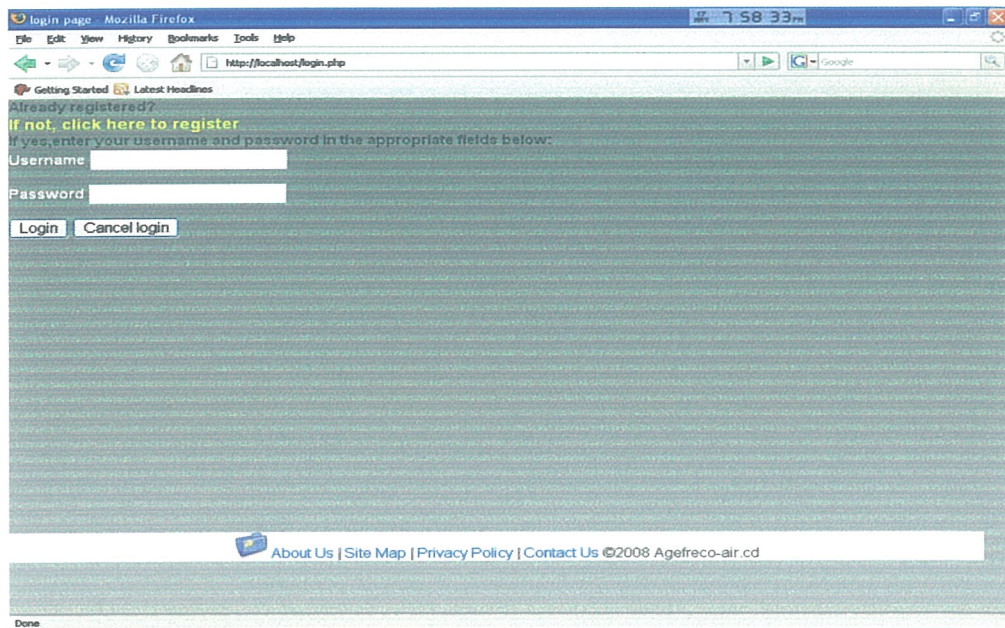 login page - Mozilla Firefox
7 58 33 PM
File Edit View History Bookmarks Tools Help
http://localhost/login.php
G Google
Getting Started Latest Headlines
Already registered?
If not, click here to register
If yes,enter your username and password in the appropriate fields below:
Username
Password
Login Cancel login
About Us | Site Map | Privacy Policy | Contact Us ©2008 Agefreco-air.cd
Done